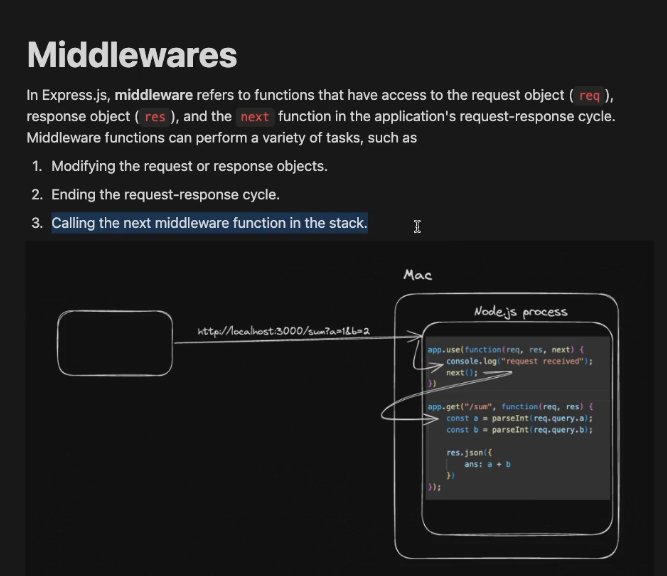 Middlewares
In Express.js, middleware refers to functions that have access to the request object ( req ),
response object ( res ), and the next function in the application's request-response cycle.
Middleware functions can perform a variety of tasks, such as
1. Modifying the request or response objects.
2. Ending the request-response cycle.
3. Calling the next middleware function in the stack.
Mac
Node.js process
http://localhost:3000/sum?a=1&b=2
app.use(function(req, res, next) {
console.log("request received");
next();
})
app.get("/sum", function(req, res) {
const a = parseInt(req.query.a);
const b = parseInt(req.query.b);
res.json({
ans: a + b
})
});